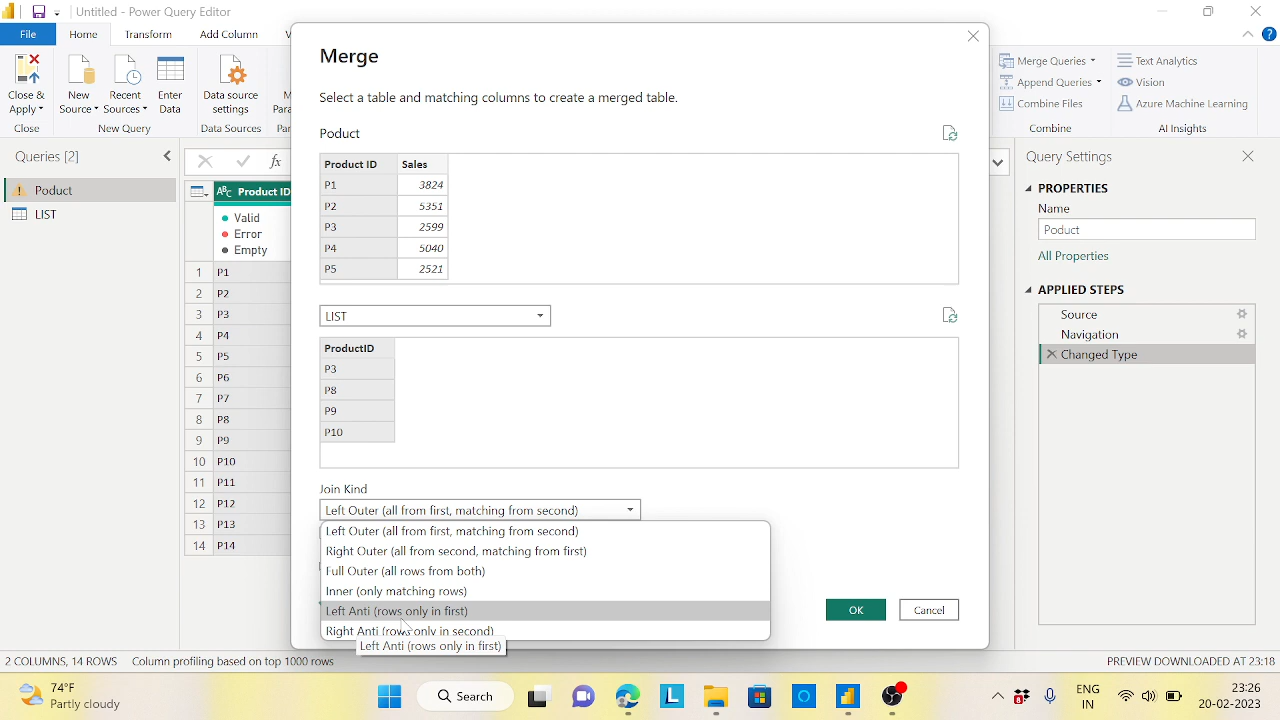 Untitled - Power Query Editor
File
Home
Transform
Add Column
V
Close &
Apply
New
Source
Recent
Sources
Enter
Data
Data source
settings
M
Para
Close
New Query
Data Sources
Par
Merge Queries
Append Queries
Combine Files
Combine
Text Analytics
Vision
Azure Machine Learning
AI Insights
Queries [2]
Poduct
LIST
fx
ABC Product ID
Valid
Error
Empty
1 P1
2 P2
3 P3
4 P4
5 P5
6 P6
7 P7
8 P8
9 P9
10 P10
11 P11
12 P12
13 P13
14 P14
Merge
Select a table and matching columns to create a merged table.
Poduct
Product ID Sales
P1 3824
P2 5351
P3 2599
P4 5040
P5 2521
LIST
ProductID
P3
P8
P9
P10
Join Kind
Left Outer (all from first, matching from second)
Left Outer (all from first, matching from second)
Right Outer (all from second, matching from first)
Full Outer (all rows from both)
Inner (only matching rows)
Left Anti (rows only in first)
Right Anti (rows only in second)
Left Anti (rows only in first)
OK
Cancel
Query Settings
PROPERTIES
Name
Poduct
All Properties
APPLIED STEPS
Source
Navigation
Changed Type
2 COLUMNS, 14 ROWS Column profiling based on top 1000 rows
PREVIEW DOWNLOADED AT 23:18
74°F
Partly cloudy
Search
ENG
IN
23:26
20-02-2023